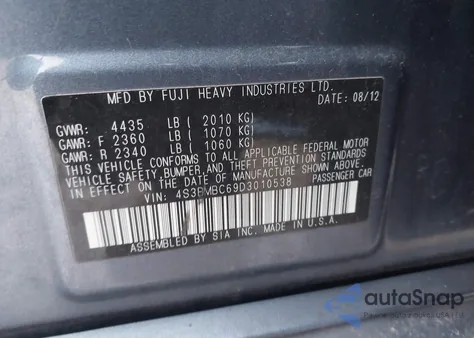 MFD BY FUJI HEAVY INDUSTRIES LTD.
DATE: 08/12
GVWR: 4435 LB ( 2010 KG)
GAWR: F 2360 LB ( 1070 KG)
GAWR: R 2340 LB ( 1060 KG)
THIS VEHICLE CONFORMS TO ALL APPLICABLE
VEHICLE SAFETY, BUMPER, AND THEFT PREVENTION STANDARDS
IN EFFECT ON THE DATE OF MANUFACTURE SHOWN ABOVE.
VIN: 4S3BMBC69D3010538 PASSENGER CAR
ASSEMBLED BY SIA INC. MADE IN U.S.A.
autoSnap